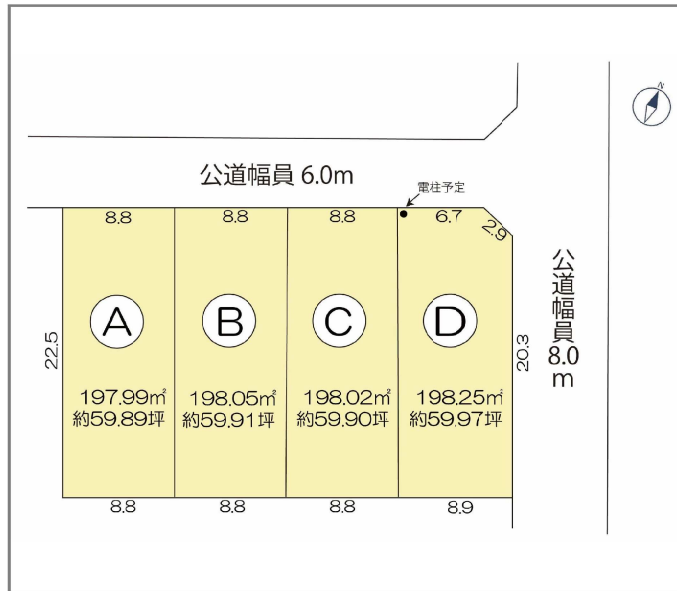 N
公道幅員 6.0m
電柱予定
8.8
8.8
8.8
6.7
2.9
A
B
C
D
公道幅員8.0m
22.5
20.3
197.99㎡
約59.89坪
198.05㎡
約59.91坪
198.02㎡
約59.90坪
198.25㎡
約59.97坪
8.8
8.8
8.8
8.9